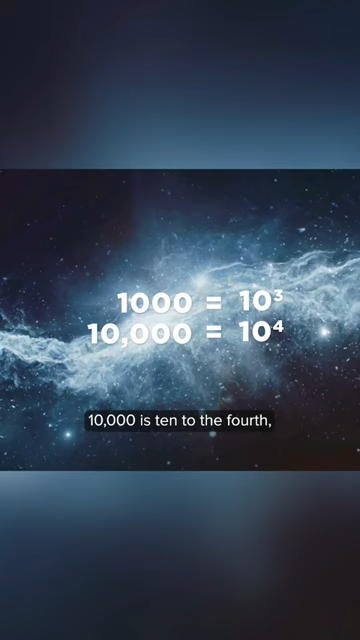 1000 = 10³
10,000 = 10⁴
10,000 is ten to the fourth,